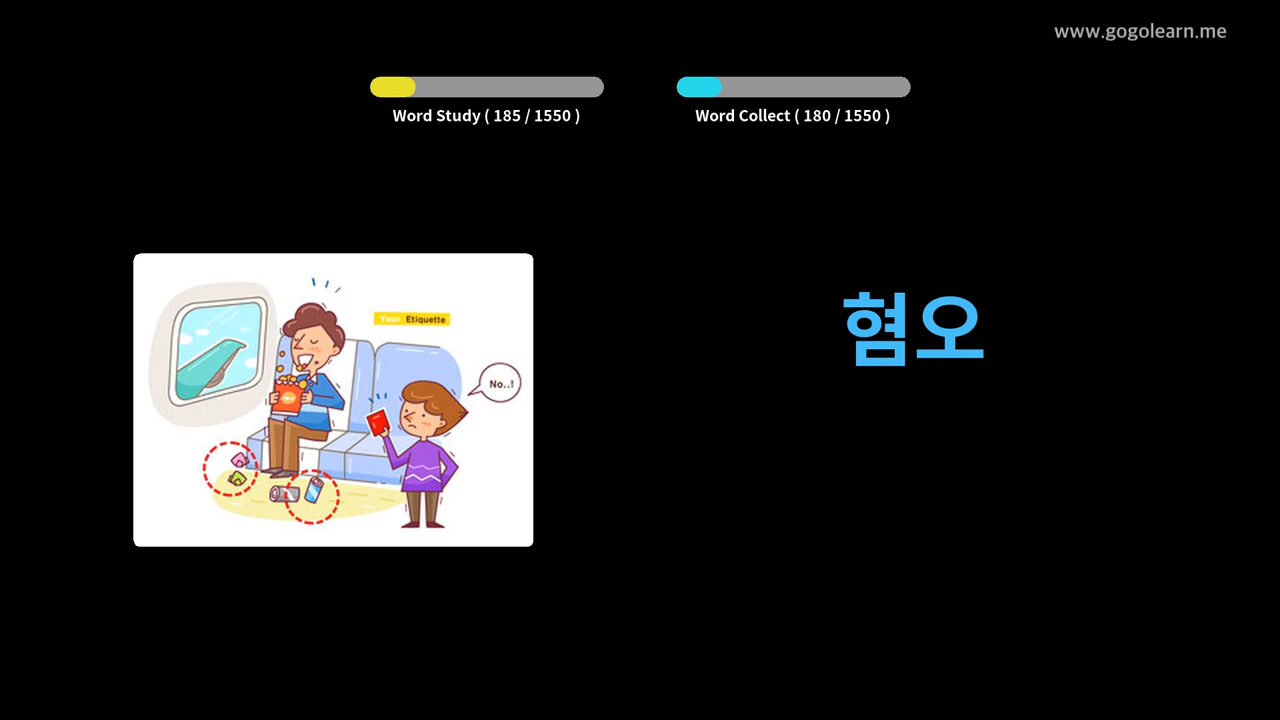 www.gogolearn.me
Word Study ( 185 / 1550 )
Word Collect ( 180 / 1550 )
Your Etiquette
No..!
혐오